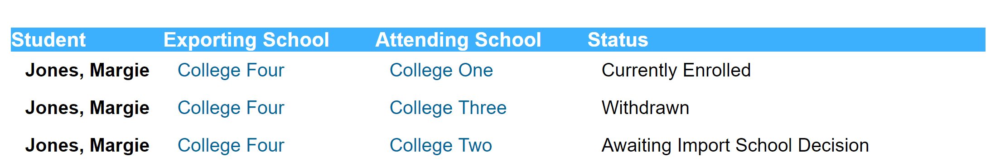 Student Exporting School Attending School Status
Jones, Margie College Four College One Currently Enrolled
Jones, Margie College Four College Three Withdrawn
Jones, Margie College Four College Two Awaiting Import School Decision